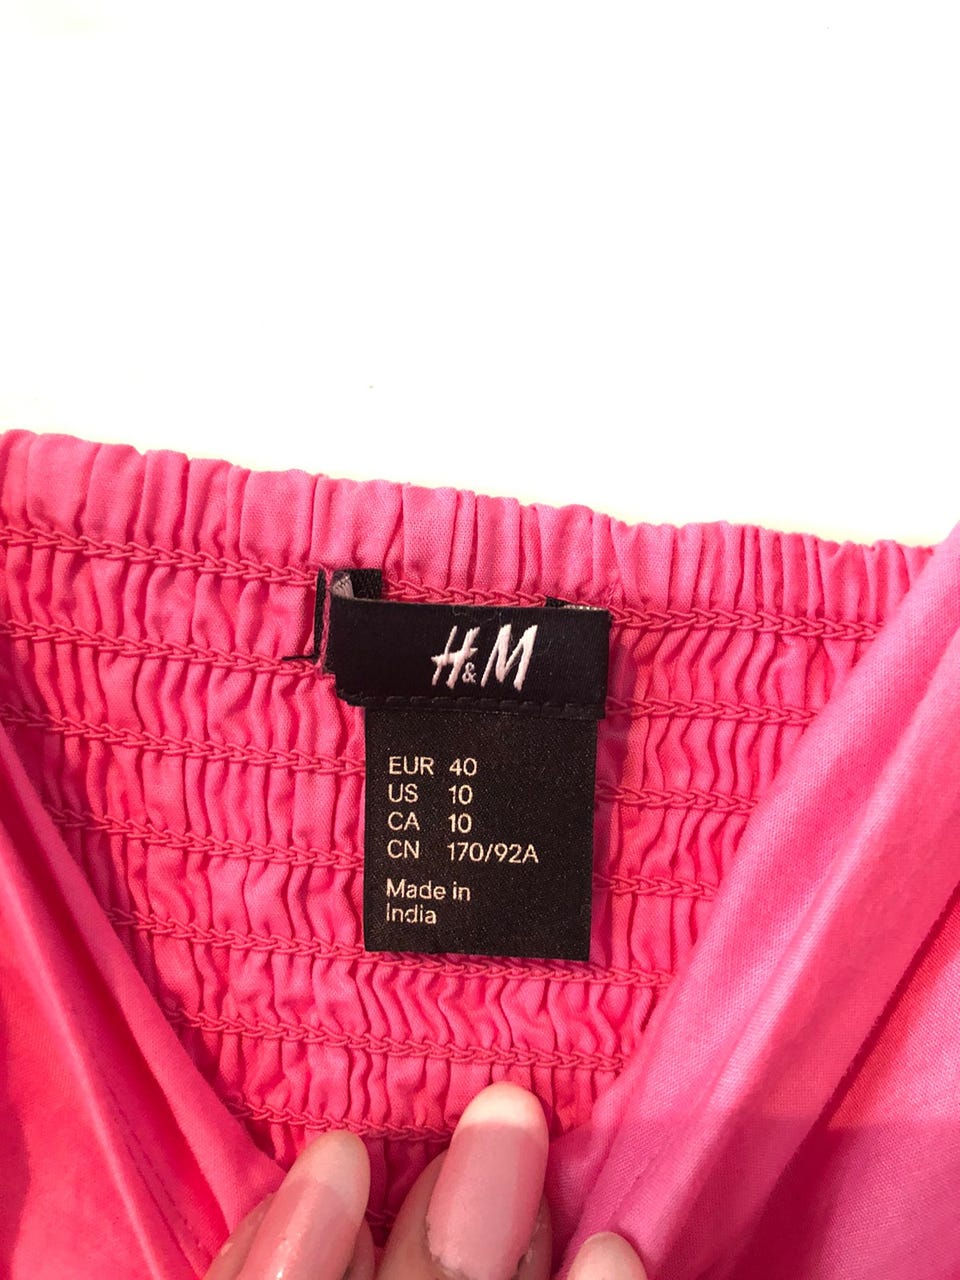 H&M
EUR 40
US 10
CA 10
CN 170/92A
Made in
India